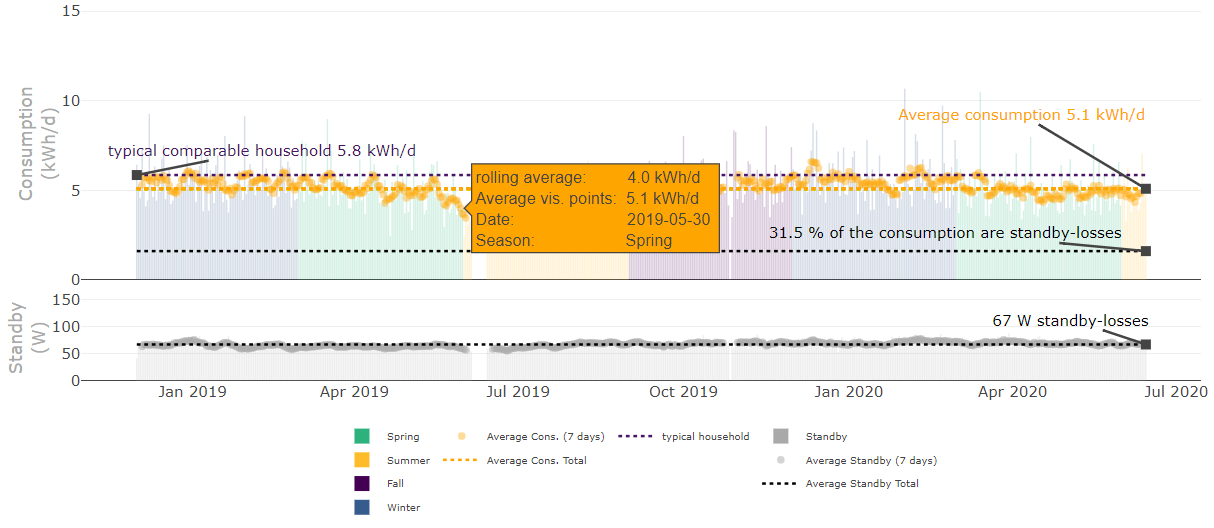 15
10
5
0
Consumption
(kWh/d)
Average consumption 5.1 kWh/d
typical comparable household 5.8 kWh/d
rolling average: 4.0 kWh/d
Average vis. points: 5.1 kWh/d
Date: 2019-05-30
Season: Spring
31.5 % of the consumption are standby-losses
150
100
50
0
Standby
(W)
67 W standby-losses
Jan 2019 Apr 2019 Jul 2019 Oct 2019 Jan 2020 Apr 2020 Jul 2020
Spring Average Cons. (7 days) typical household Standby
Summer Average Cons. Total Average Standby (7 days)
Fall Average Standby Total
Winter